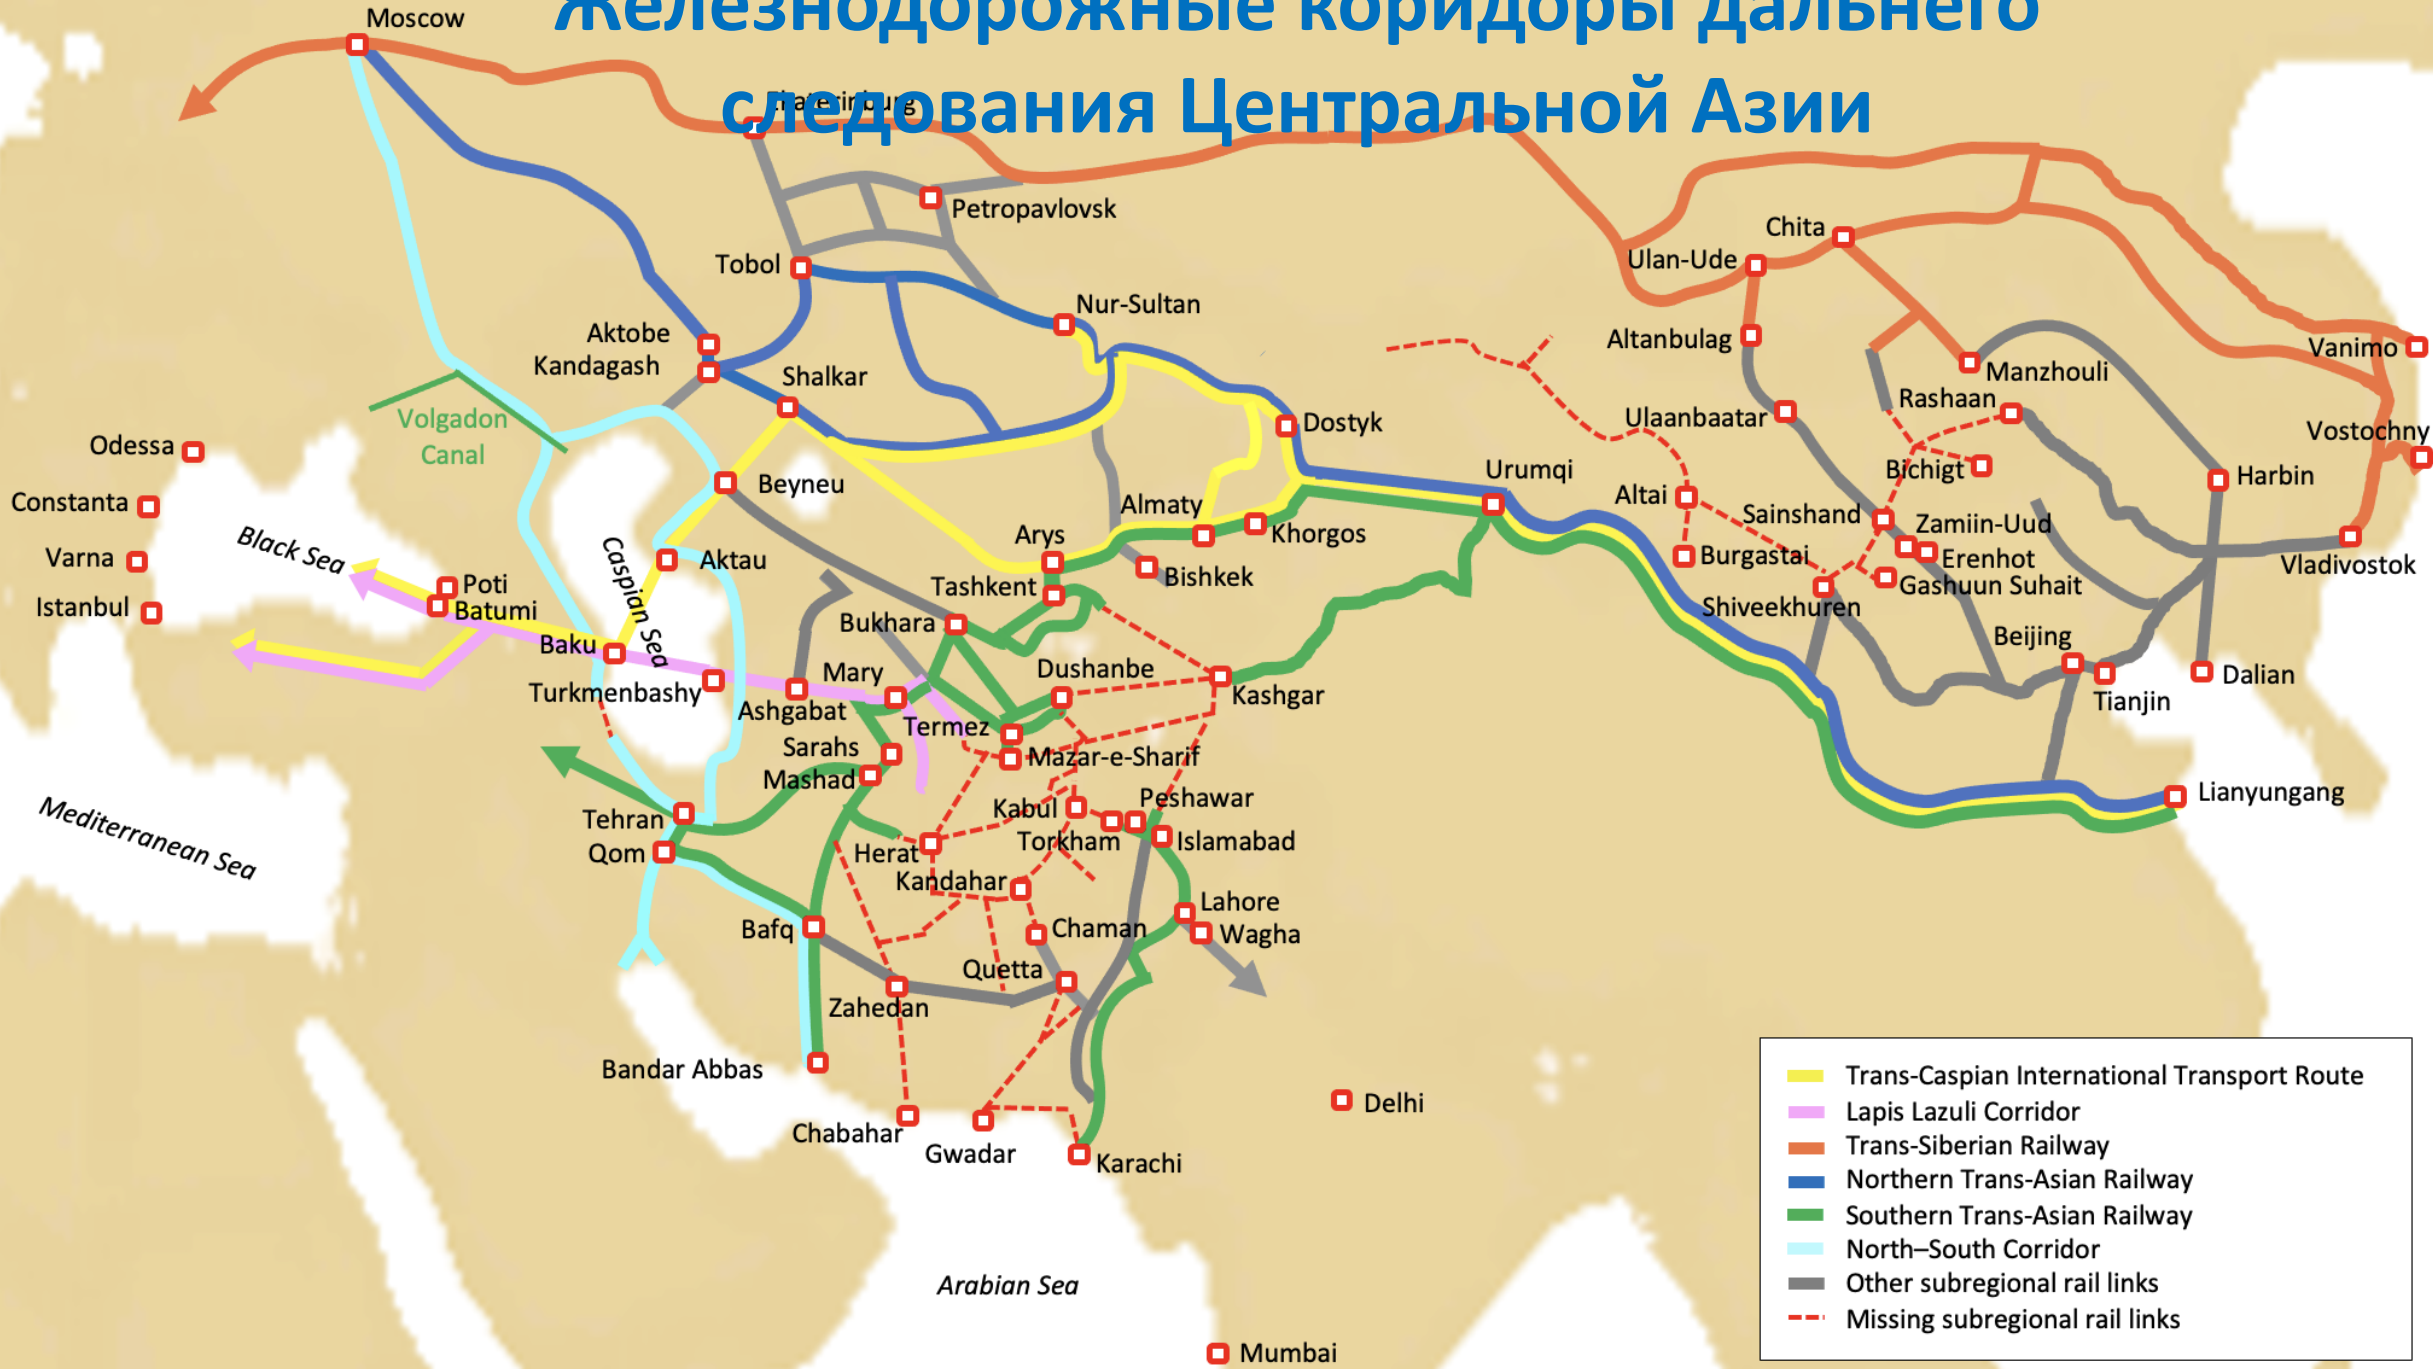 Железнодорожные коридоры дальнего
следования Центральной Азии
Moscow
Ekaterinburg
Petropavlovsk
Tobol
Nur-Sultan
Aktobe
Kandagash
Shalkar
Volgadon
Canal
Dostyk
Odessa
Constanta
Varna
Istanbul
Black Sea
Poti
Batumi
Baku
Caspian Sea
Beyneu
Aktau
Turkmenbashy
Urumqi
Almaty
Khorgos
Arys
Bishkek
Tashkent
Bukhara
Mary
Ashgabat
Dushanbe
Kashgar
Termez
Sarahs
Mashad
Mazar-e-Sharif
Kabul
Peshawar
Torkham
Islamabad
Herat
Kandahar
Tehran
Qom
Mediterranean Sea
Bafq
Chaman
Lahore
Wagha
Quetta
Zahedan
Bandar Abbas
Chabahar
Gwadar
Karachi
Delhi
Arabian Sea
Mumbai
Chita
Ulan-Ude
Altanbulag
Manzhouli
Rashaan
Ulaanbaatar
Bichigt
Altai
Sainshand
Zamiin-Uud
Erenhot
Burgastai
Gashuun Suhait
Shiveekhuren
Beijing
Tianjin
Dalian
Harbin
Vanimo
Vostochny
Vladivostok
Lianyungang
Trans-Caspian International Transport Route
Lapis Lazuli Corridor
Trans-Siberian Railway
Northern Trans-Asian Railway
Southern Trans-Asian Railway
North–South Corridor
Other subregional rail links
Missing subregional rail links